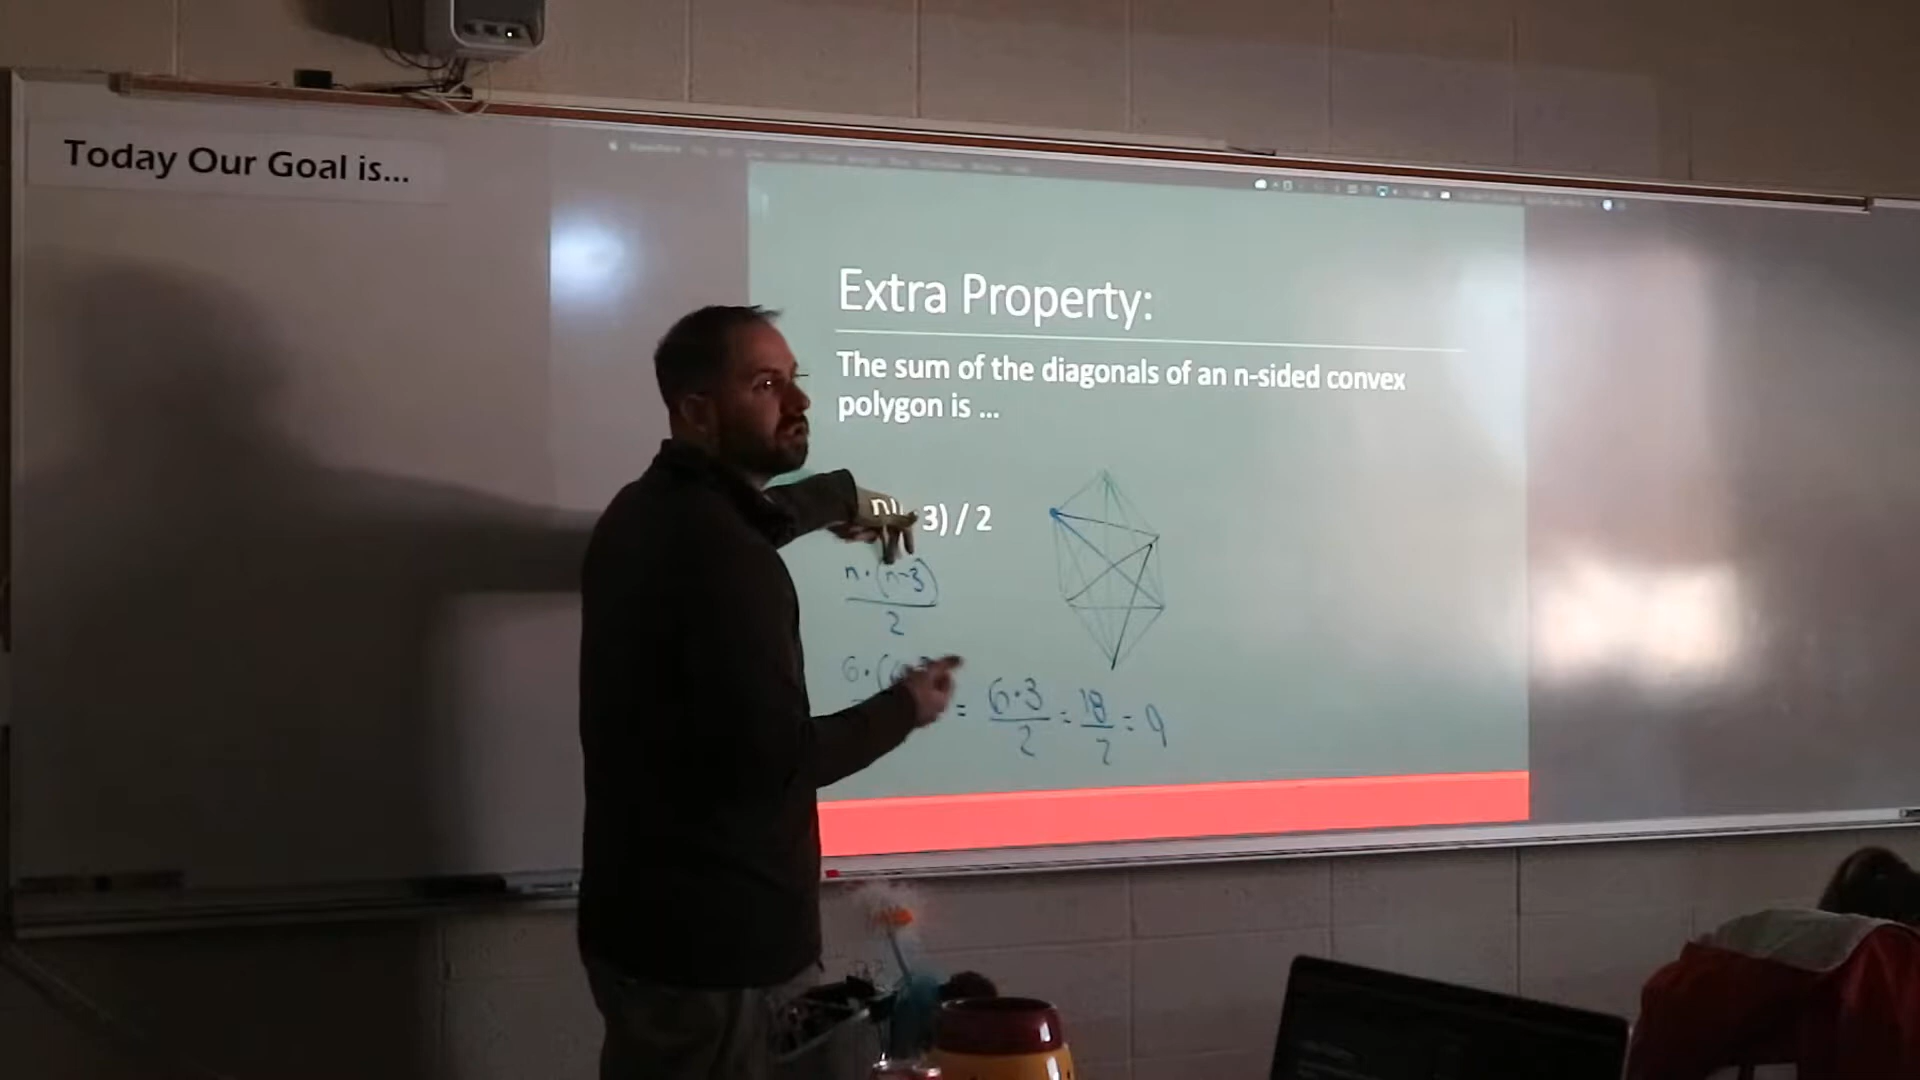 Today Our Goal is...
Extra Property:
The sum of the diagonals of an n-sided convex
polygon is ...
3) / 2
n · (n-3)
2
6 · (
= 6·3 = 18 = 9
2 2